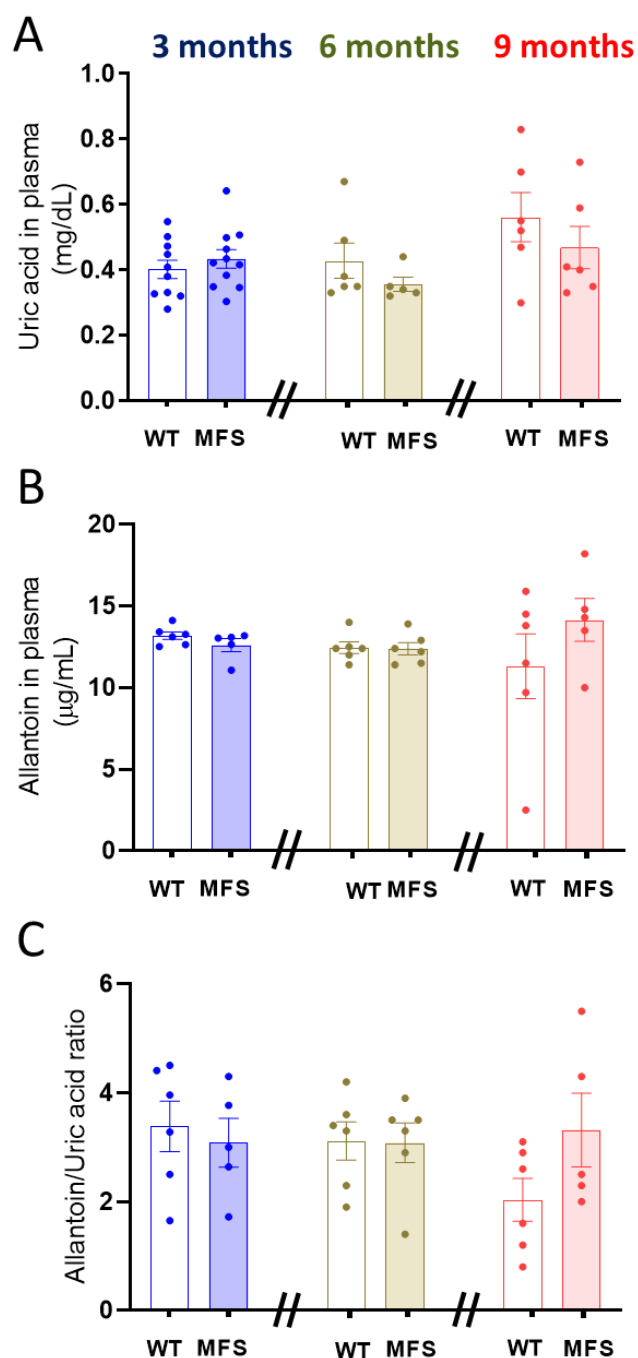 A
3 months 6 months 9 months
Uric acid in plasma
(mg/dL)
1.0
0.8
0.6
0.4
0.2
0.0
WT MFS WT MFS WT MFS
B
Allantoin in plasma
(µg/mL)
20
15
10
5
0
WT MFS WT MFS WT MFS
C
Allantoin/Uric acid ratio
6
4
2
0
WT MFS WT MFS WT MFS